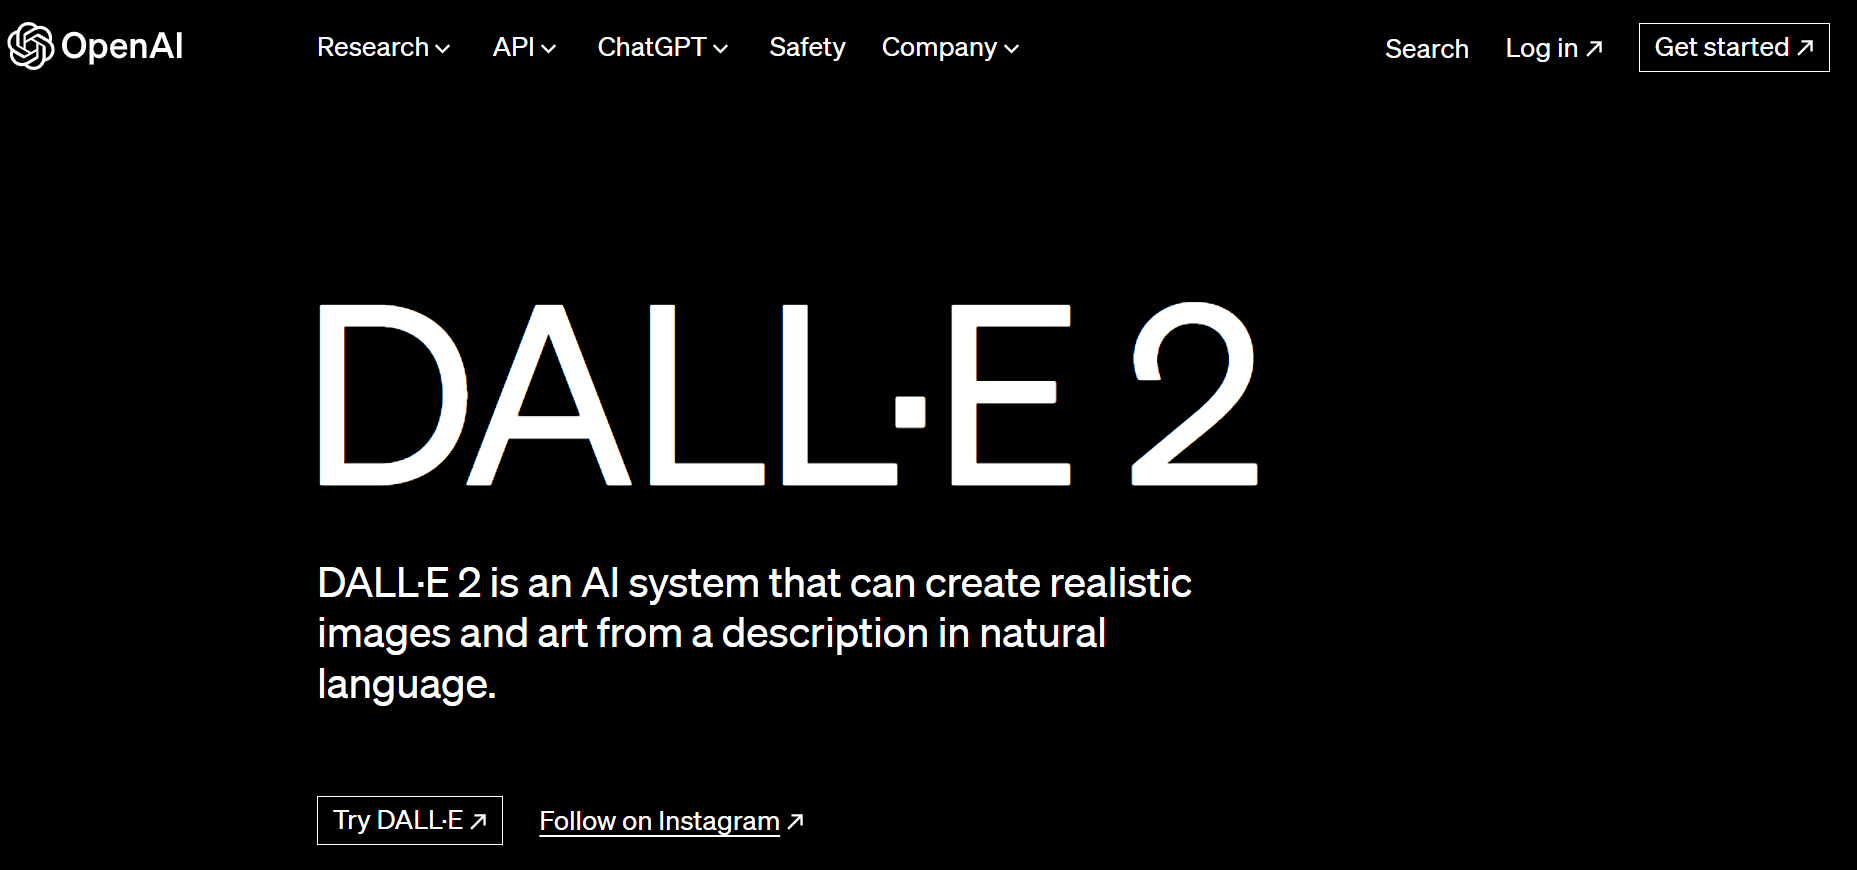 OpenAI Research API ChatGPT Safety Company Search Log in Get started
DALL·E 2
DALL·E 2 is an AI system that can create realistic
images and art from a description in natural
language.
Try DALL·E Follow on Instagram